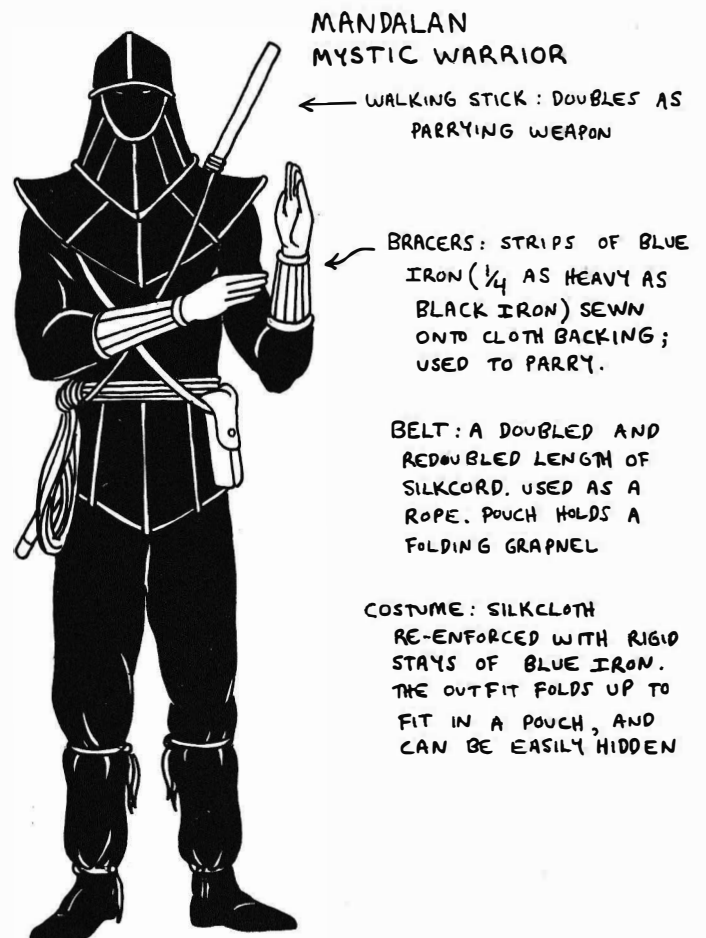 MANDALAN
MYSTIC WARRIOR
WALKING STICK: DOUBLES AS
PARRYING WEAPON
BRACERS: STRIPS OF BLUE
IRON (1/4 AS HEAVY AS
BLACK IRON) SEWN
ONTO CLOTH BACKING;
USED TO PARRY.
BELT: A DOUBLED AND
REDOUBLED LENGTH OF
SILKCORD. USED AS A
ROPE. POUCH HOLDS A
FOLDING GRAPNEL
COSTUME: SILKCLOTH
RE-ENFORCED WITH RIGID
STAYS OF BLUE IRON.
THE OUTFIT FOLDS UP TO
FIT IN A POUCH, AND
CAN BE EASILY HIDDEN